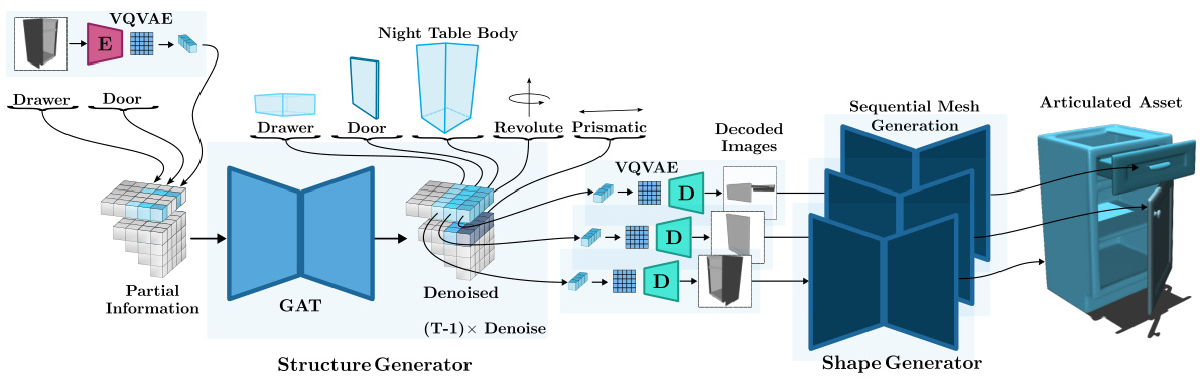 VQVAE
E
Drawer
Door
Partial
Information
GAT
Night Table Body
Drawer
Door
Revolute
Prismatic
Denoised
(T-1)× Denoise
Structure Generator
VQVAE
Decoded
Images
D
D
D
Sequential Mesh
Generation
Shape Generator
Articulated Asset